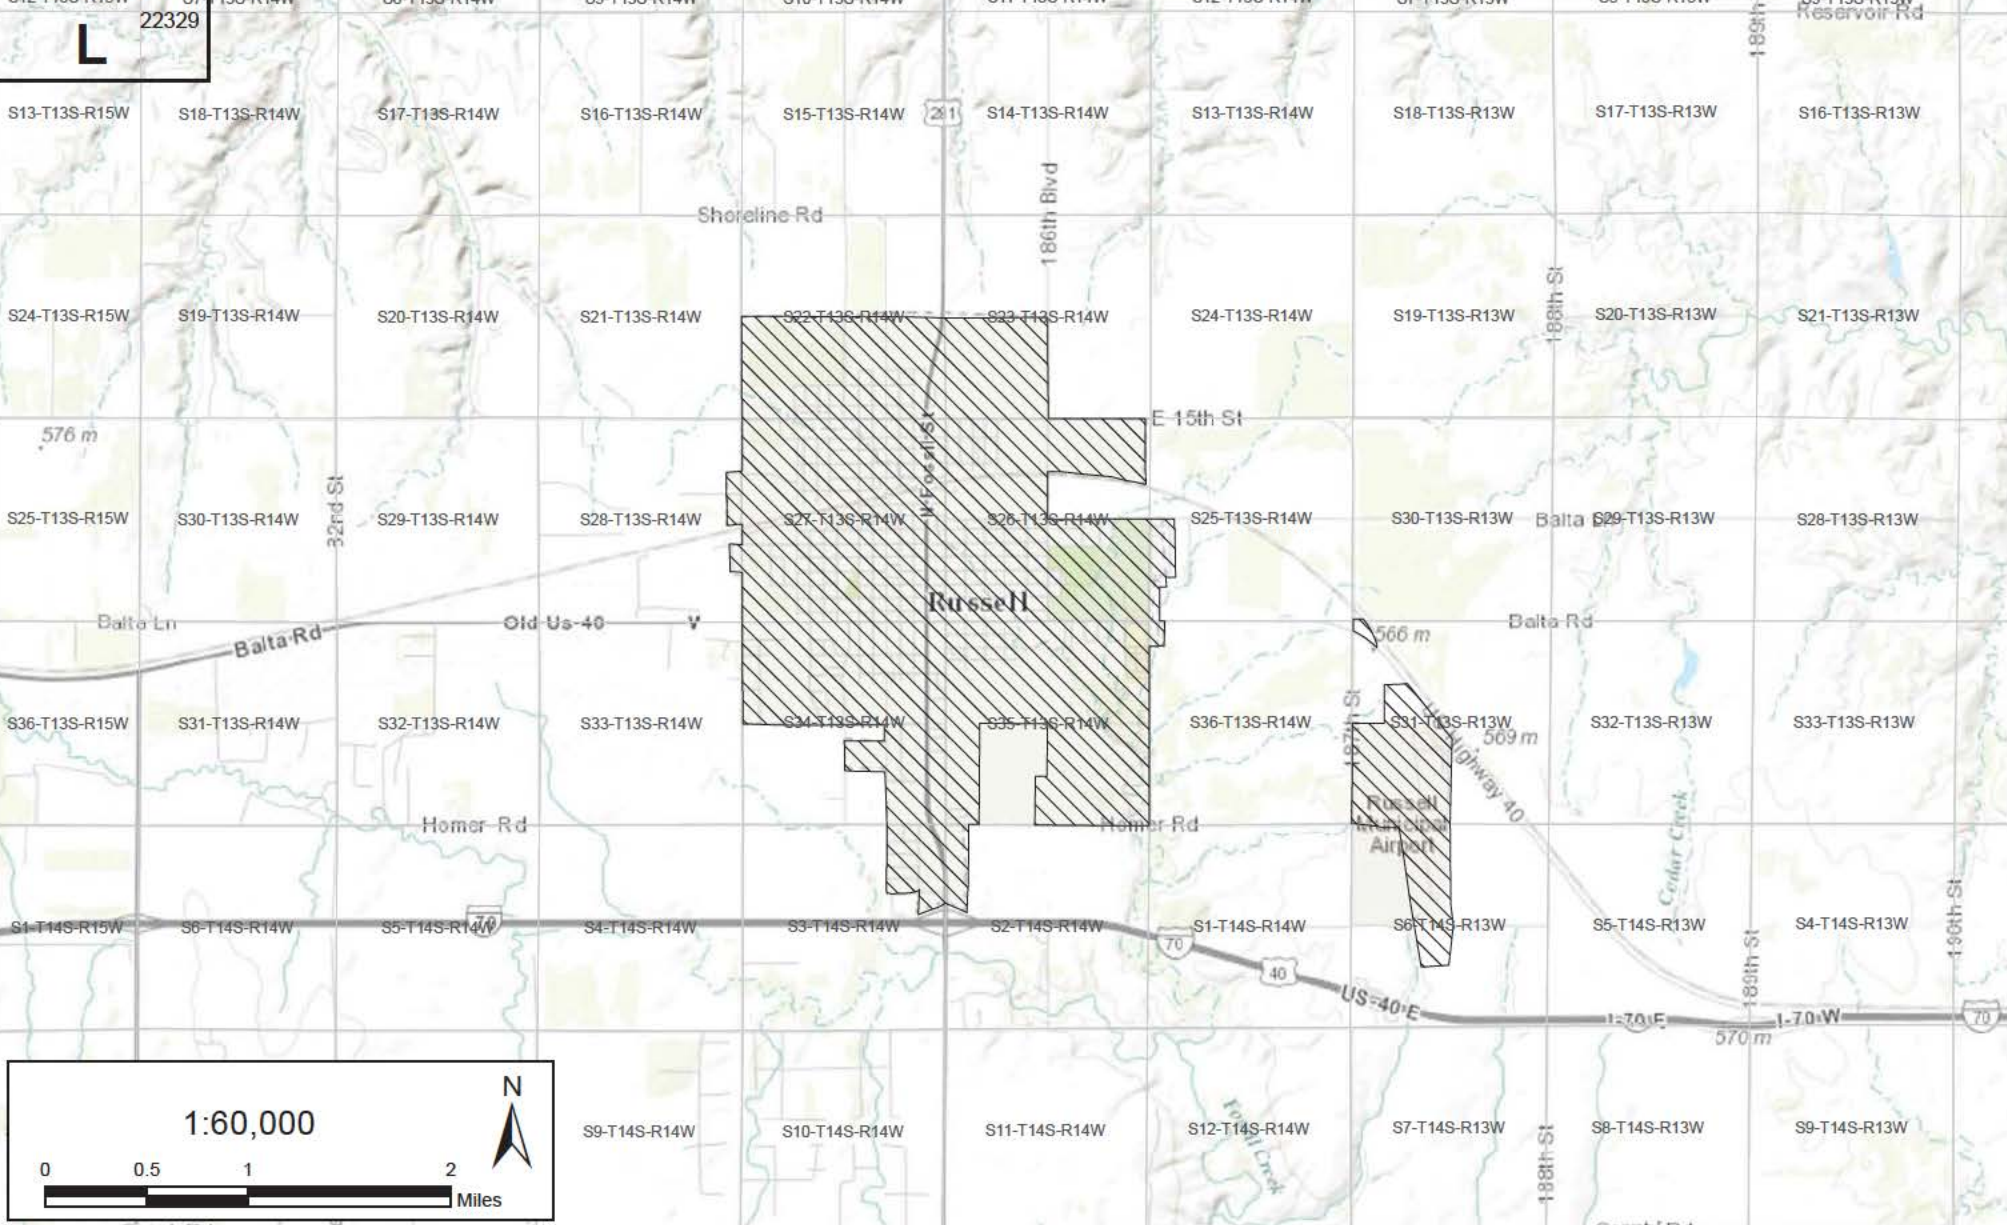 22329
L
Reservoir Rd
189th
S13-T13S-R15W
S18-T13S-R14W
S17-T13S-R14W
S16-T13S-R14W
S15-T13S-R14W
281
S14-T13S-R14W
S13-T13S-R14W
S18-T13S-R13W
S17-T13S-R13W
S16-T13S-R13W
Shoreline Rd
186th Blvd
S24-T13S-R15W
S19-T13S-R14W
S20-T13S-R14W
S21-T13S-R14W
S22-T13S-R14W
S23-T13S-R14W
S24-T13S-R14W
S19-T13S-R13W
188th St
S20-T13S-R13W
S21-T13S-R13W
576 m
N Fossil St
E 15th St
S25-T13S-R15W
S30-T13S-R14W
32nd St
S29-T13S-R14W
S28-T13S-R14W
S27-T13S-R14W
S26-T13S-R14W
S25-T13S-R14W
S30-T13S-R13W
Balta
S29-T13S-R13W
S28-T13S-R13W
Russell
Balta Ln
Balta Rd
Old Us-40
Balta Rd
566 m
S36-T13S-R15W
S31-T13S-R14W
S32-T13S-R14W
S33-T13S-R14W
S34-T13S-R14W
S35-T13S-R14W
S36-T13S-R14W
187th St
S31-T13S-R13W
569 m
S32-T13S-R13W
S33-T13S-R13W
Highway 40
Homer Rd
Homer Rd
Russell
Municipal
Airport
Cedar Creek
S1-T14S-R15W
S6-T14S-R14W
S5-T14S-R14W
70
S4-T14S-R14W
S3-T14S-R14W
S2-T14S-R14W
70
S1-T14S-R14W
S6-T14S-R13W
S5-T14S-R13W
S4-T14S-R13W
190th St
189th St
40
US-40 E
I-70 E
I-70 W
70
570 m
1:60,000
N
0 0.5 1 2
Miles
S9-T14S-R14W
S10-T14S-R14W
S11-T14S-R14W
S12-T14S-R14W
S7-T14S-R13W
S8-T14S-R13W
S9-T14S-R13W
Fossil Creek
188th St